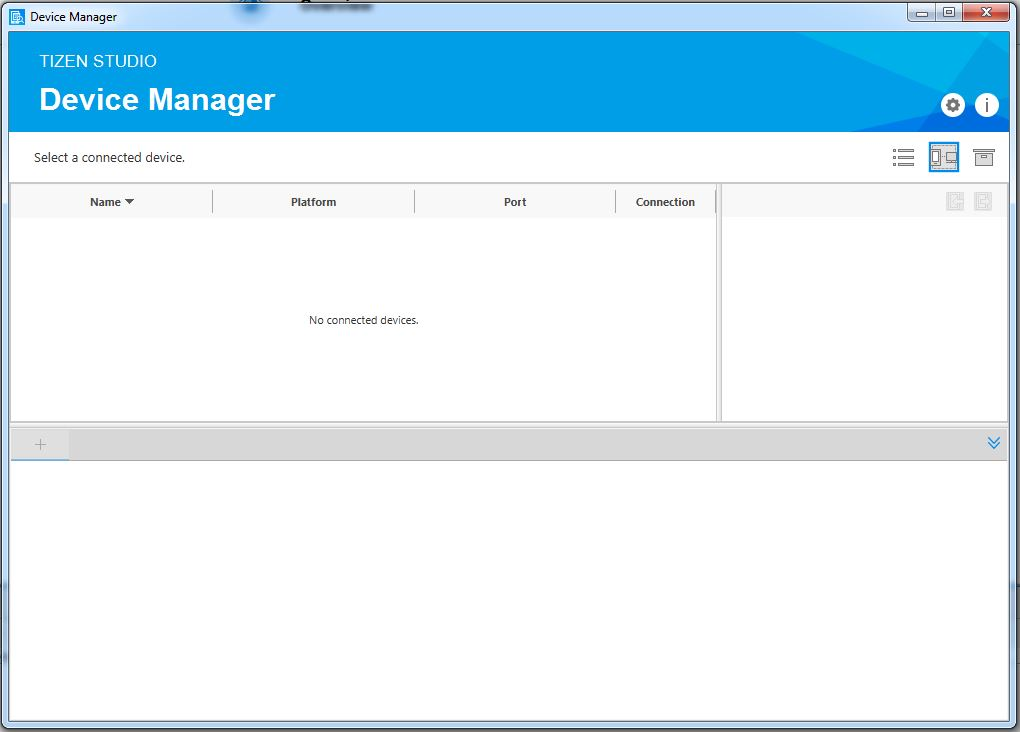 Device Manager
TIZEN STUDIO
Device Manager
Select a connected device.
Name Platform Port Connection
No connected devices.